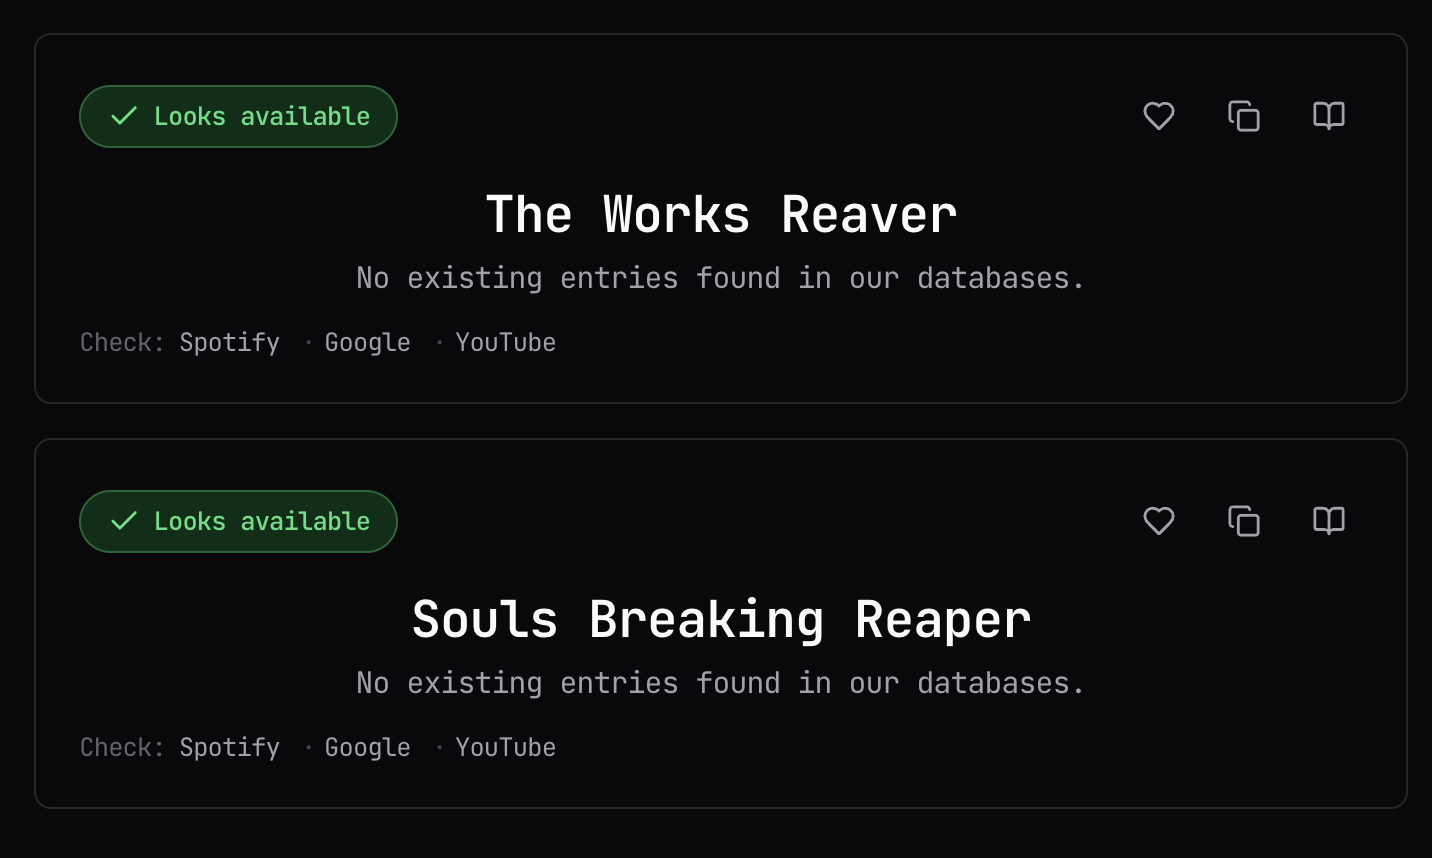 Looks available
The Works Reaver
No existing entries found in our databases.
Check: Spotify · Google · YouTube
Looks available
Souls Breaking Reaper
No existing entries found in our databases.
Check: Spotify · Google · YouTube